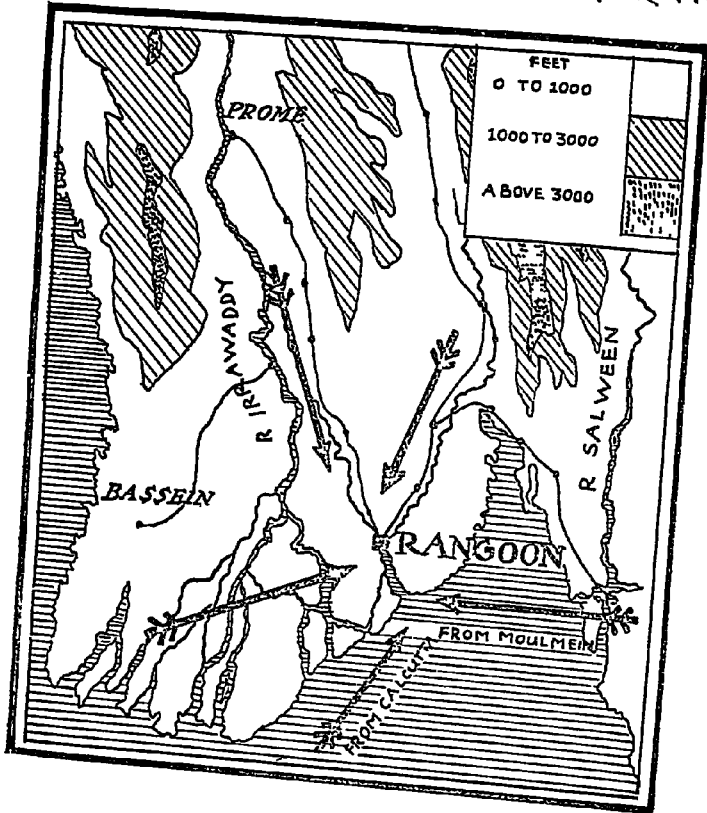 FEET
0 TO 1000
1000 TO 3000
ABOVE 3000
PROME
R IRRAWADDY
R SALWEEN
BASSEIN
RANGOON
FROM MOULMEIN
FROM CALCUTTA